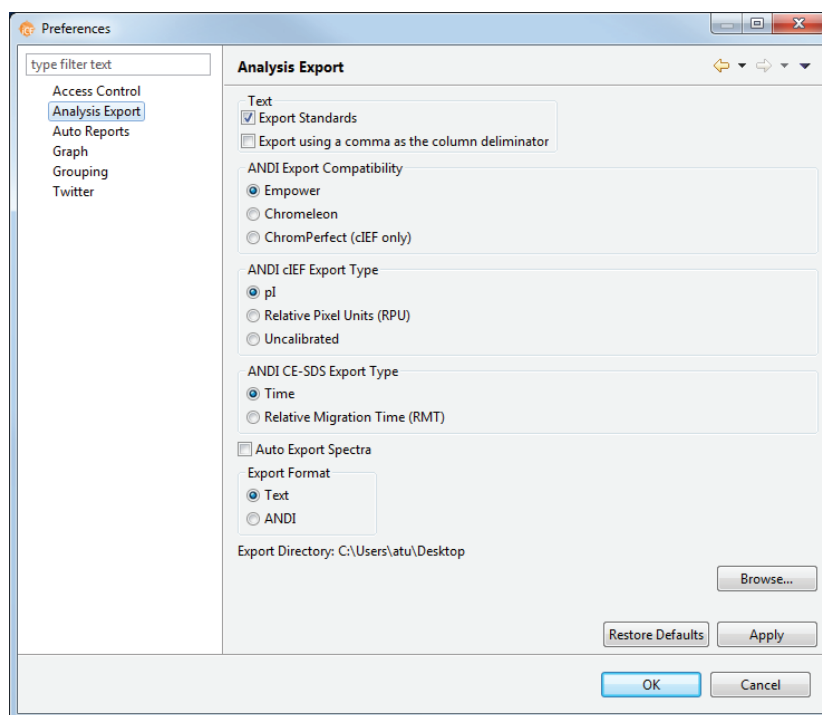 Preferences
type filter text
Access Control
Analysis Export
Auto Reports
Graph
Grouping
Twitter
Analysis Export
Text
Export Standards
Export using a comma as the column deliminator
ANDI Export Compatibility
Empower
Chromeleon
ChromPerfect (cIEF only)
ANDI cIEF Export Type
pI
Relative Pixel Units (RPU)
Uncalibrated
ANDI CE-SDS Export Type
Time
Relative Migration Time (RMT)
Auto Export Spectra
Export Format
Text
ANDI
Export Directory: C:\Users\atu\Desktop
Browse...
Restore Defaults Apply
OK Cancel